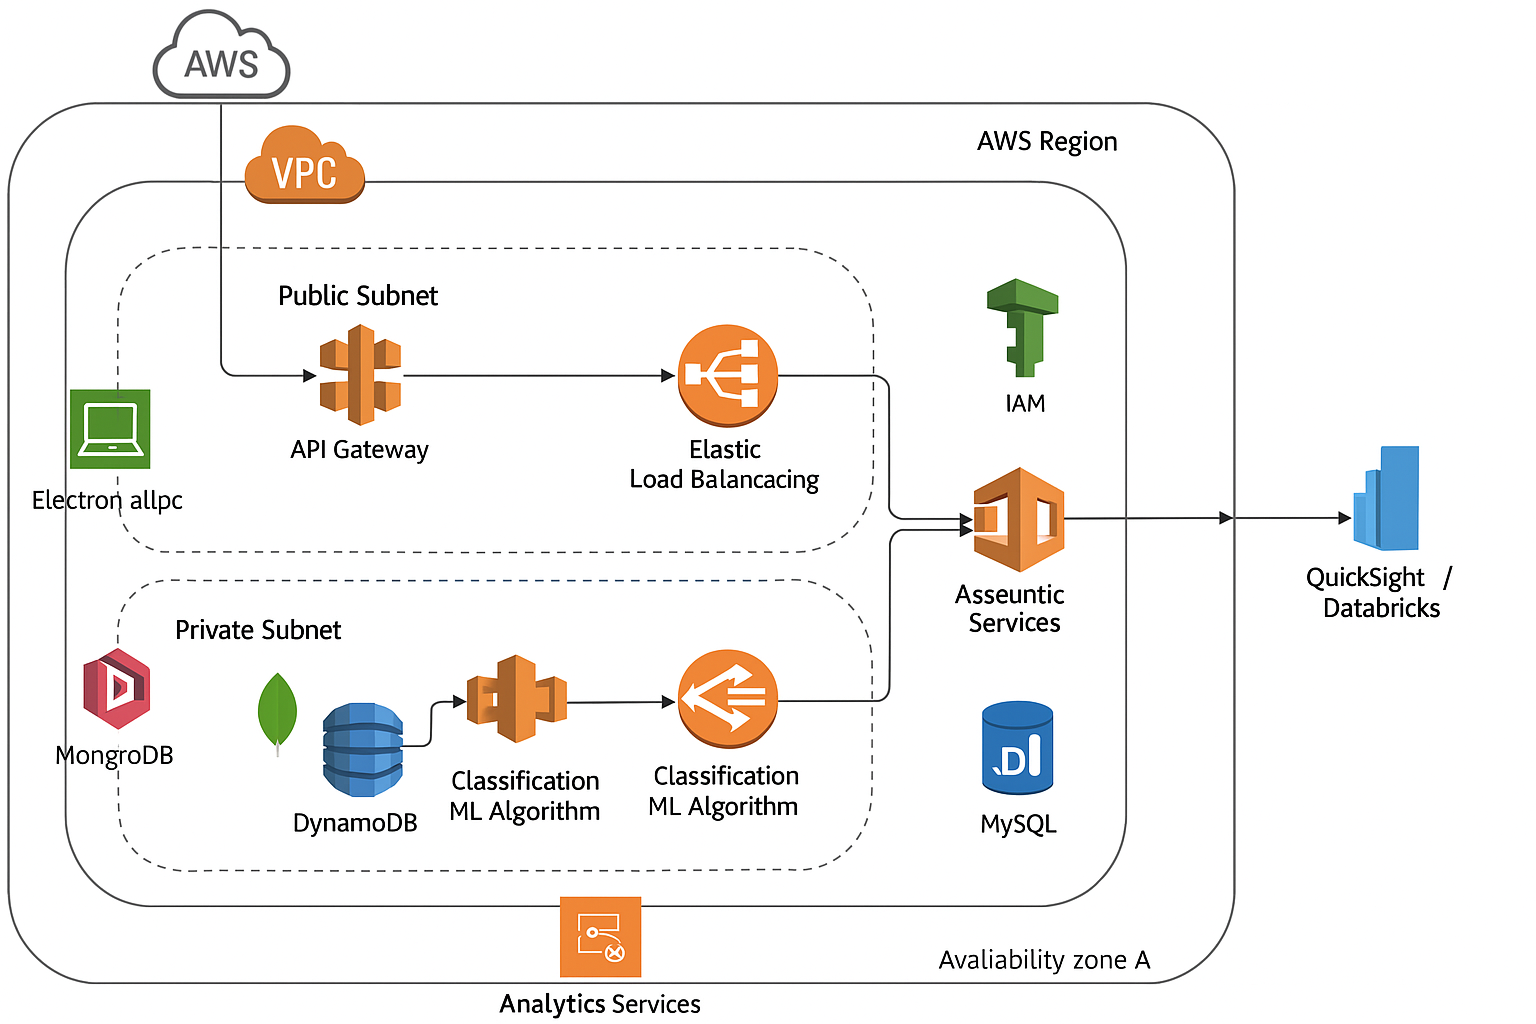 AWS
AWS Region
VPC
Public Subnet
API Gateway
Elastic
Load Balancacing
IAM
Electron allpc
Asseuntic
Services
QuickSight /
Databricks
Private Subnet
MongroDB
DynamoDB
Classification
ML Algorithm
Classification
ML Algorithm
.DI
MySQL
Avaliability zone A
Analytics Services